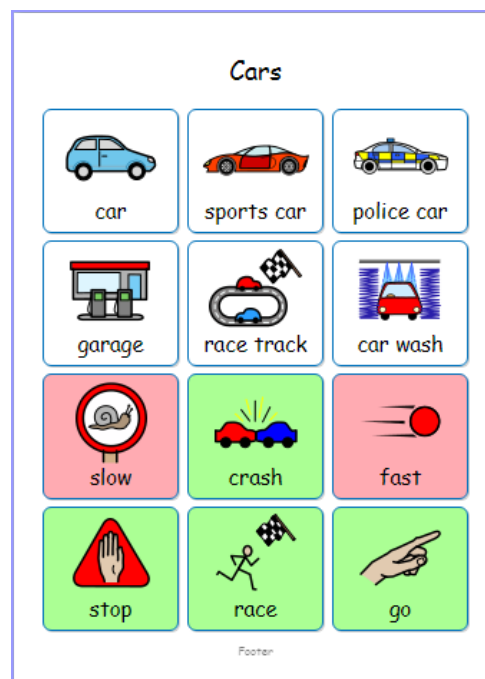 Cars
car
sports car
police car
garage
race track
car wash
slow
crash
fast
stop
race
go
Footer